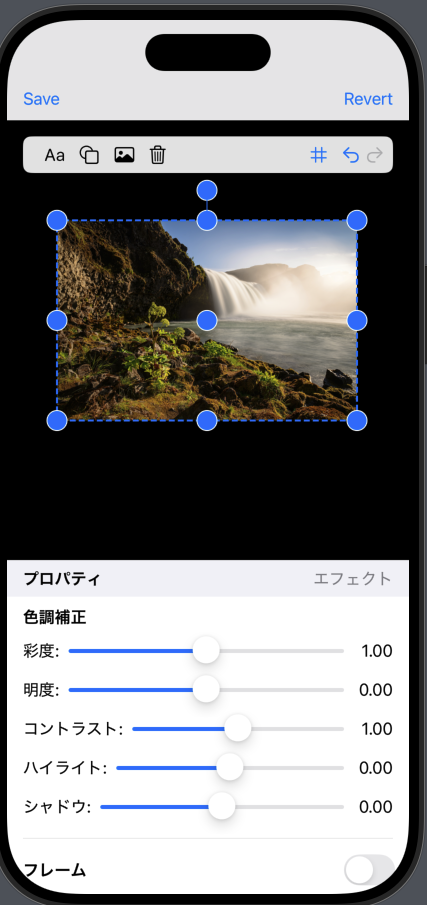 Save Revert
Aa
プロパティ エフェクト
色調補正
彩度: 1.00
明度: 0.00
コントラスト: 1.00
ハイライト: 0.00
シャドウ: 0.00
フレーム